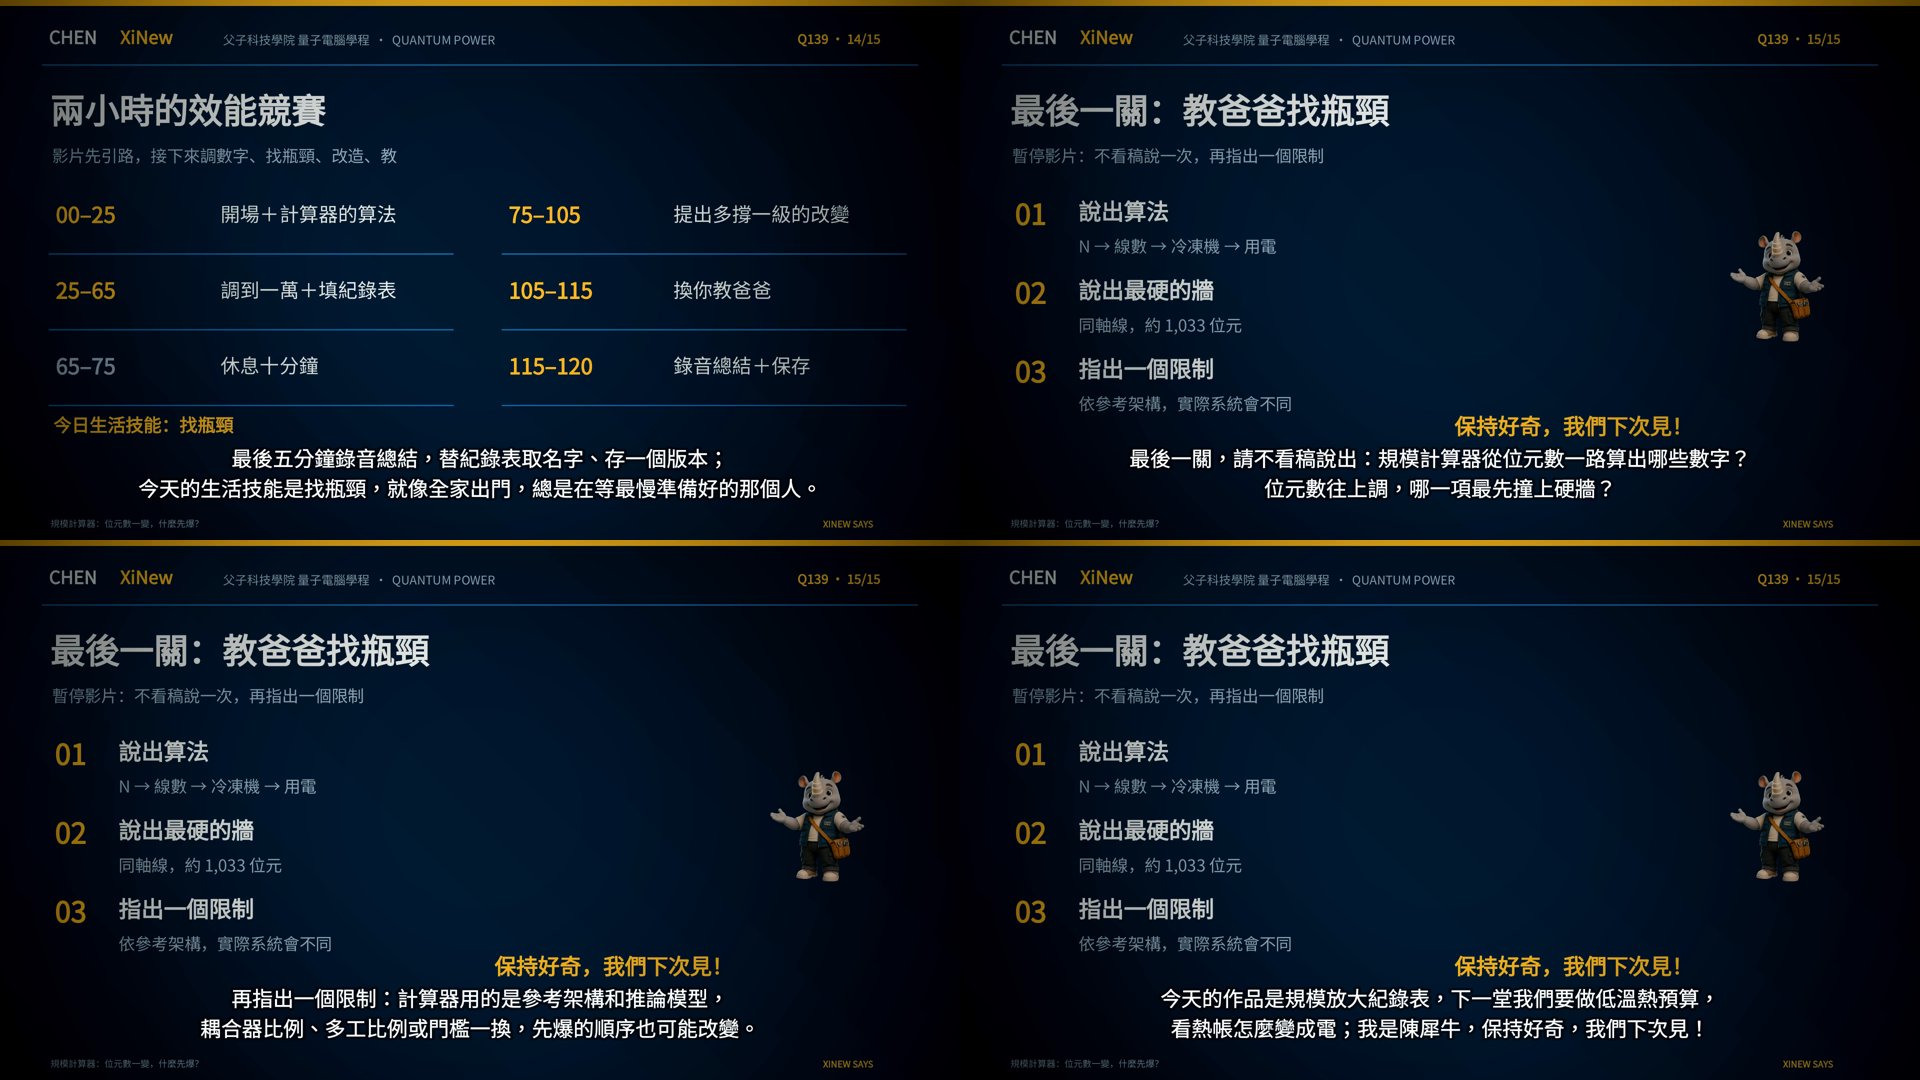 CHEN XiNew 父子科技學院 量子電腦學程 · QUANTUM POWER Q139 · 14/15
兩小時的效能競賽
影片先引路，接下來調數字、找瓶頸、改造、教
00–25 開場＋計算器的算法
75–105 提出多撐一級的改變
25–65 調到一萬＋填紀錄表
105–115 換你教爸爸
65–75 休息十分鐘
115–120 錄音總結＋保存
今日生活技能：找瓶頸
最後五分鐘錄音總結，替紀錄表取名字、存一個版本；
今天的生活技能是找瓶頸，就像全家出門，總是在等最慢準備好的那個人。
規模計算器：位元數一變，什麼先爆？ XINEW SAYS
CHEN XiNew 父子科技學院 量子電腦學程 · QUANTUM POWER Q139 · 15/15
最後一關：教爸爸找瓶頸
暫停影片：不看稿說一次，再指出一個限制
01 說出算法
N → 線數 → 冷凍機 → 用電
02 說出最硬的牆
同軸線，約 1,033 位元
03 指出一個限制
依參考架構，實際系統會不同
保持好奇，我們下次見！
最後一關，請不看稿說出：規模計算器從位元數一路算出哪些數字？
位元數往上調，哪一項最先撞上硬牆？
規模計算器：位元數一變，什麼先爆？ XINEW SAYS
CHEN XiNew 父子科技學院 量子電腦學程 · QUANTUM POWER Q139 · 15/15
最後一關：教爸爸找瓶頸
暫停影片：不看稿說一次，再指出一個限制
01 說出算法
N → 線數 → 冷凍機 → 用電
02 說出最硬的牆
同軸線，約 1,033 位元
03 指出一個限制
依參考架構，實際系統會不同
保持好奇，我們下次見！
再指出一個限制：計算器用的是參考架構和推論模型，
耦合器比例、多工比例或門檻一換，先爆的順序也可能改變。
規模計算器：位元數一變，什麼先爆？ XINEW SAYS
CHEN XiNew 父子科技學院 量子電腦學程 · QUANTUM POWER Q139 · 15/15
最後一關：教爸爸找瓶頸
暫停影片：不看稿說一次，再指出一個限制
01 說出算法
N → 線數 → 冷凍機 → 用電
02 說出最硬的牆
同軸線，約 1,033 位元
03 指出一個限制
依參考架構，實際系統會不同
保持好奇，我們下次見！
今天的作品是規模放大紀錄表，下一堂我們要做低溫熱預算，
看熱帳怎麼變成電；我是陳犀牛，保持好奇，我們下次見！
規模計算器：位元數一變，什麼先爆？ XINEW SAYS